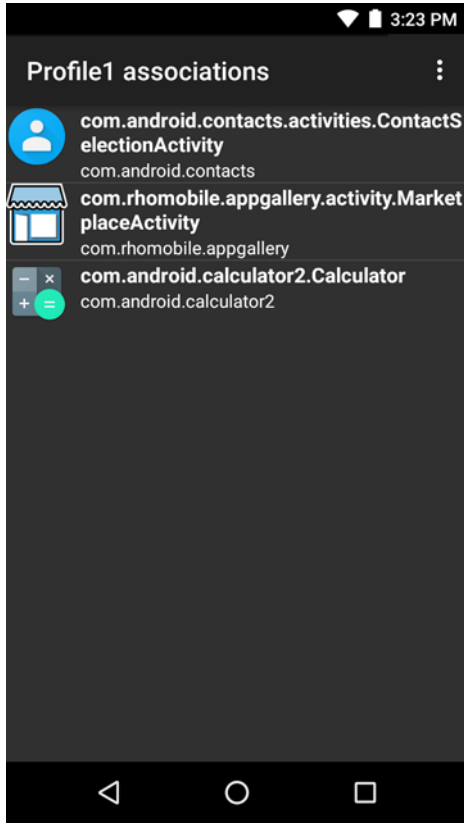 3:23 PM
Profile1 associations
com.android.contacts.activities.ContactS
electionActivity
com.android.contacts
com.rhomobile.appgallery.activity.Market
placeActivity
com.rhomobile.appgallery
com.android.calculator2.Calculator
com.android.calculator2